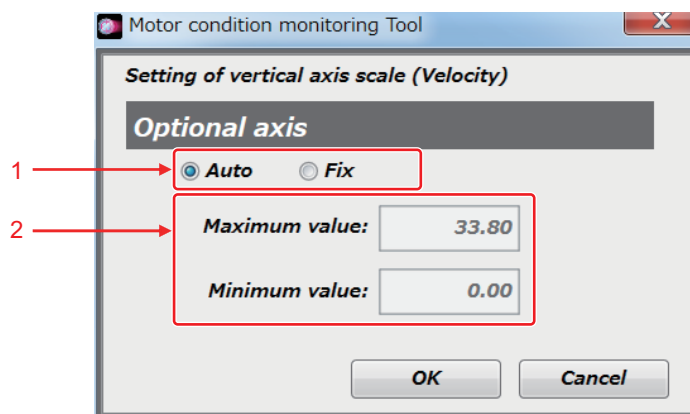 Motor condition monitoring Tool
Setting of vertical axis scale (Velocity)
Optional axis
1
Auto Fix
2
Maximum value: 33.80
Minimum value: 0.00
OK Cancel